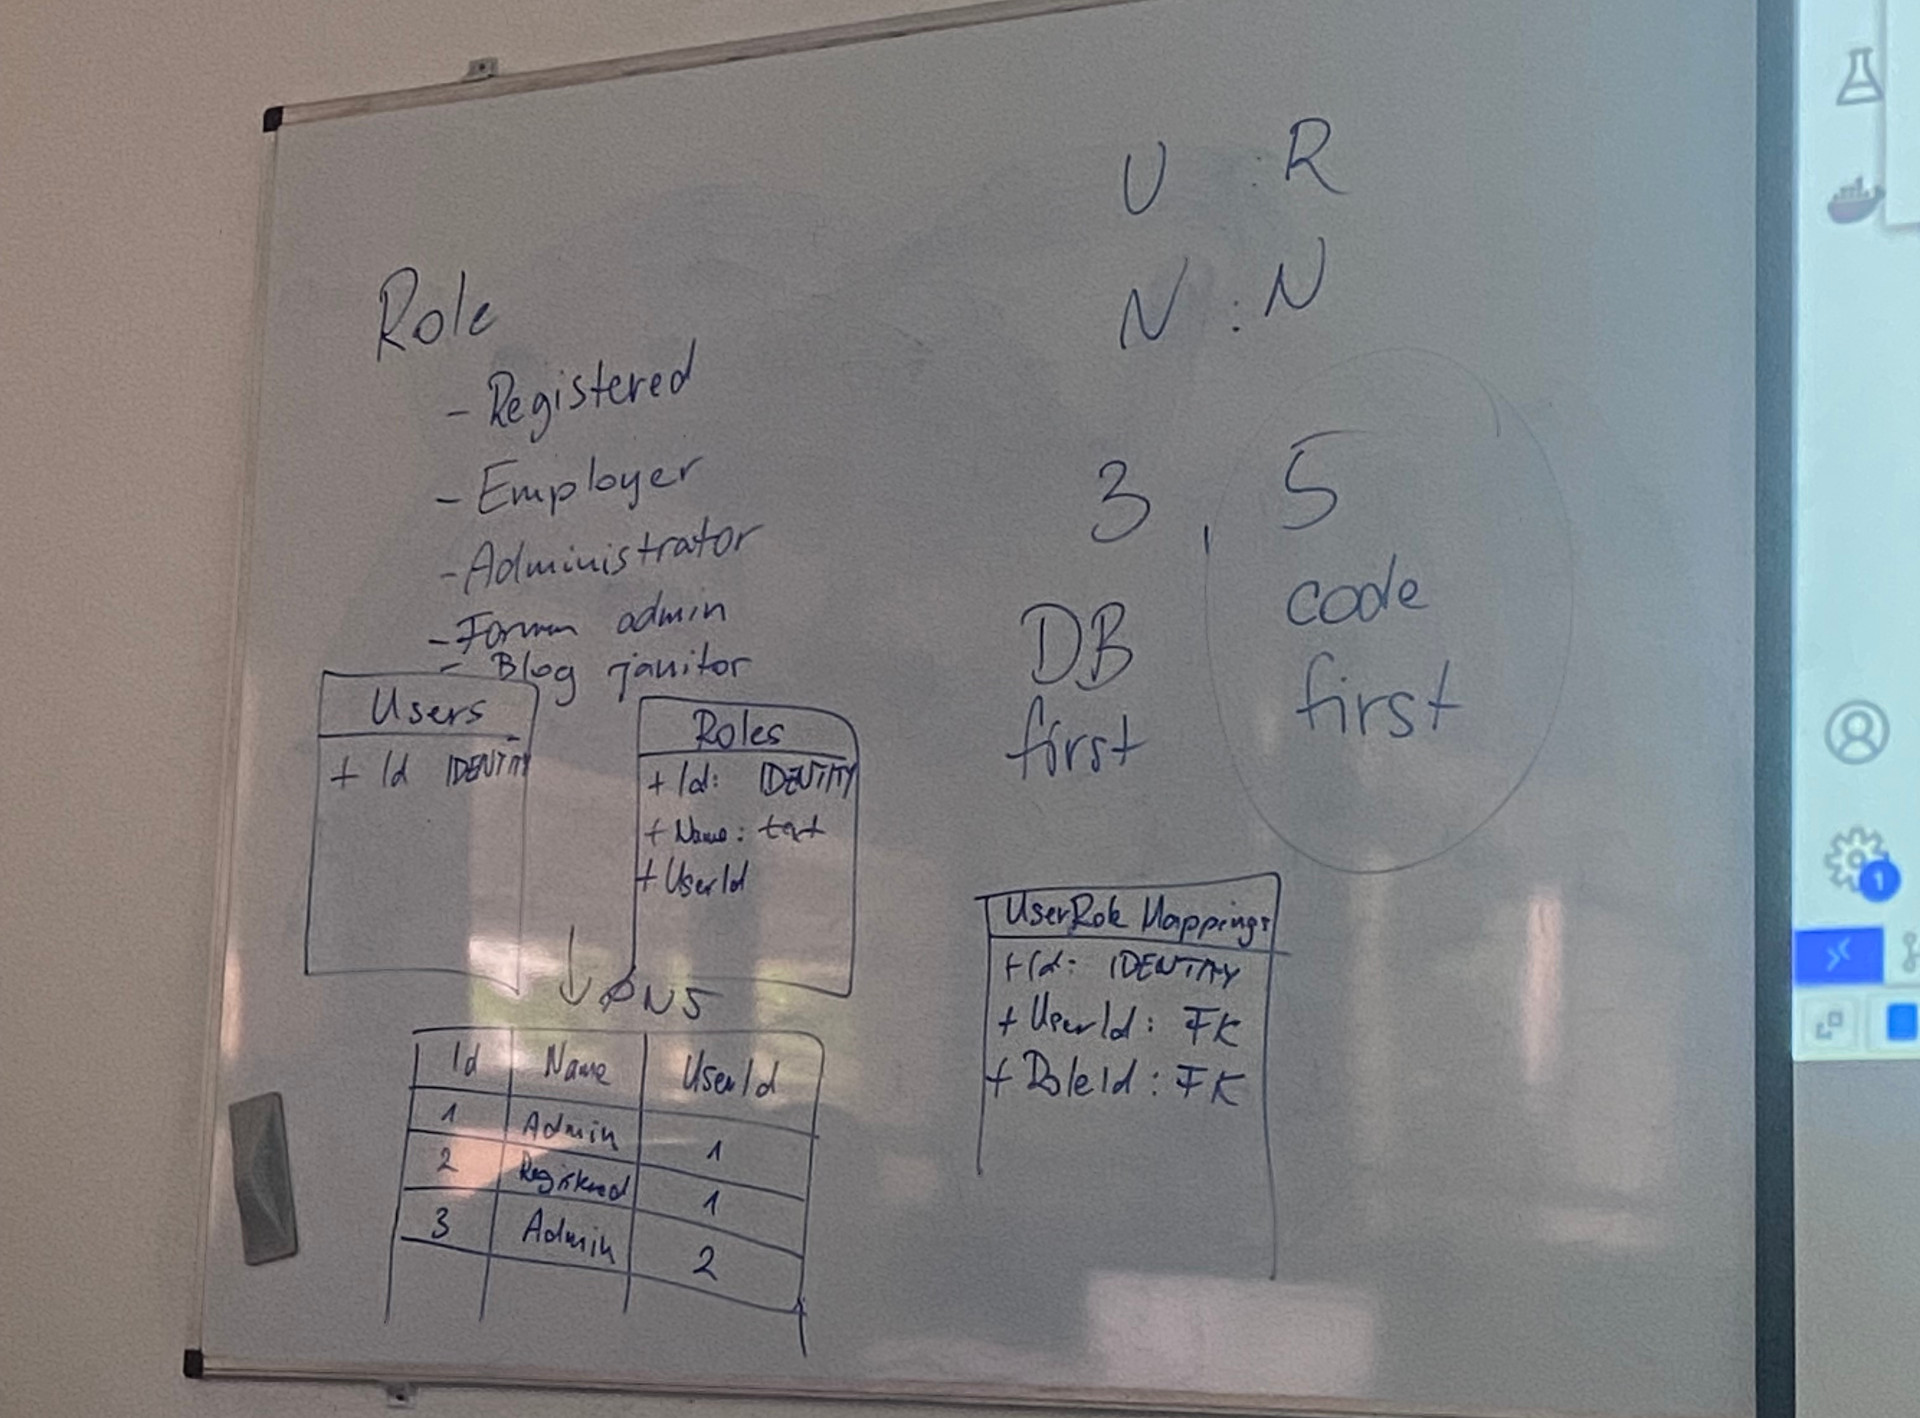 Role
- Registered
- Employer
- Administrator
- Forum admin
- Blog janitor
U : R
N : N
3, 5
DB first
code first
Users
+ Id IDENTITY
Roles
+ Id: IDENTITY
+ Name: text
+ UserId
Id Name UserId
1 Admin 1
2 Registered 1
3 Admin 2
UserRole Mappings
+ Id: IDENTITY
+ UserId: FK
+ RoleId: FK
1